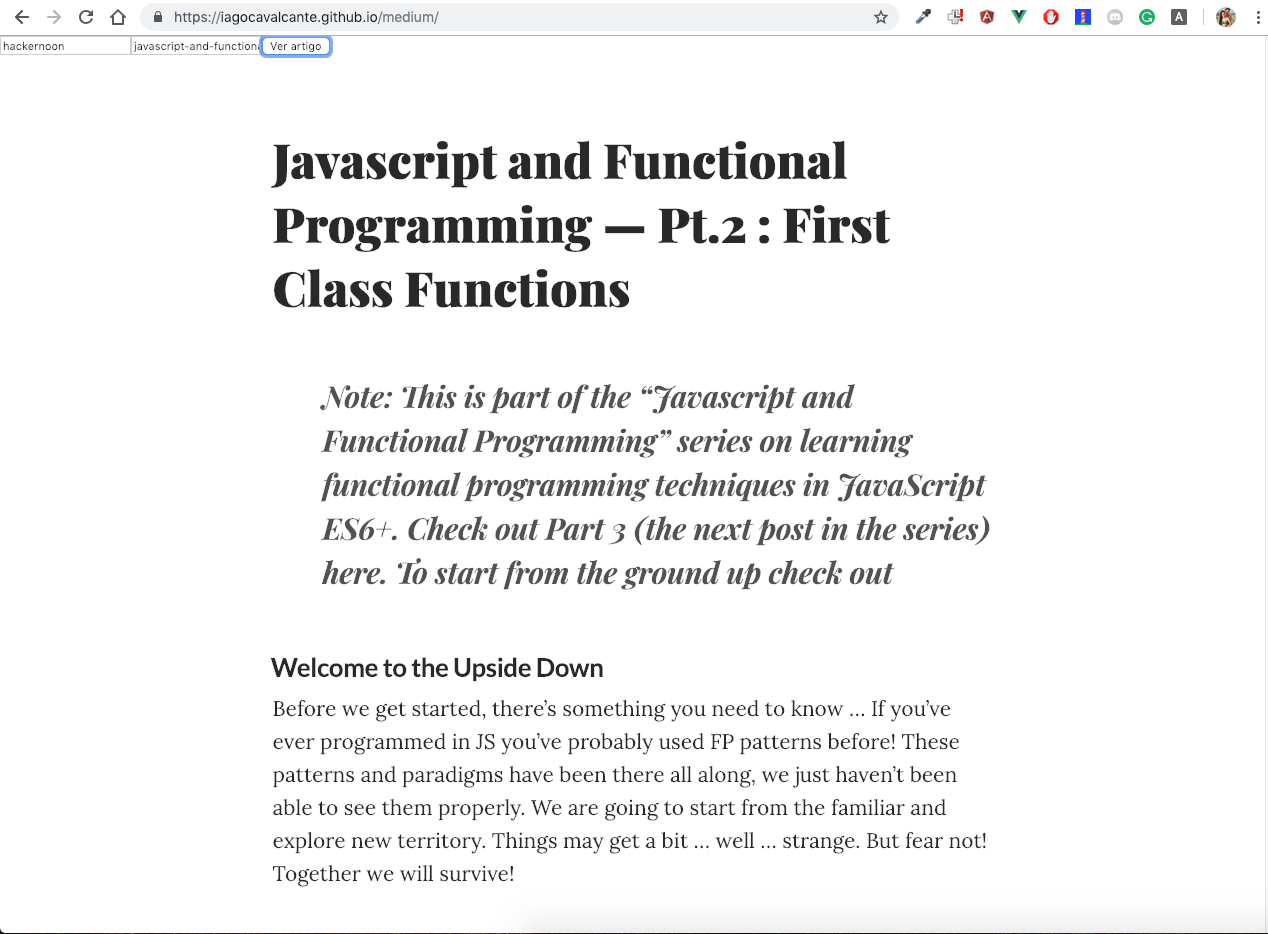 https://iagocavalcante.github.io/medium/
A
hackernoon
javascript-and-functiona
Ver artigo
Javascript and Functional
Programming — Pt.2 : First
Class Functions
Note: This is part of the “Javascript and
Functional Programming” series on learning
functional programming techniques in JavaScript
ES6+. Check out Part 3 (the next post in the series)
here. To start from the ground up check out
Welcome to the Upside Down
Before we get started, there’s something you need to know … If you’ve
ever programmed in JS you’ve probably used FP patterns before! These
patterns and paradigms have been there all along, we just haven’t been
able to see them properly. We are going to start from the familiar and
explore new territory. Things may get a bit … well … strange. But fear not!
Together we will survive!